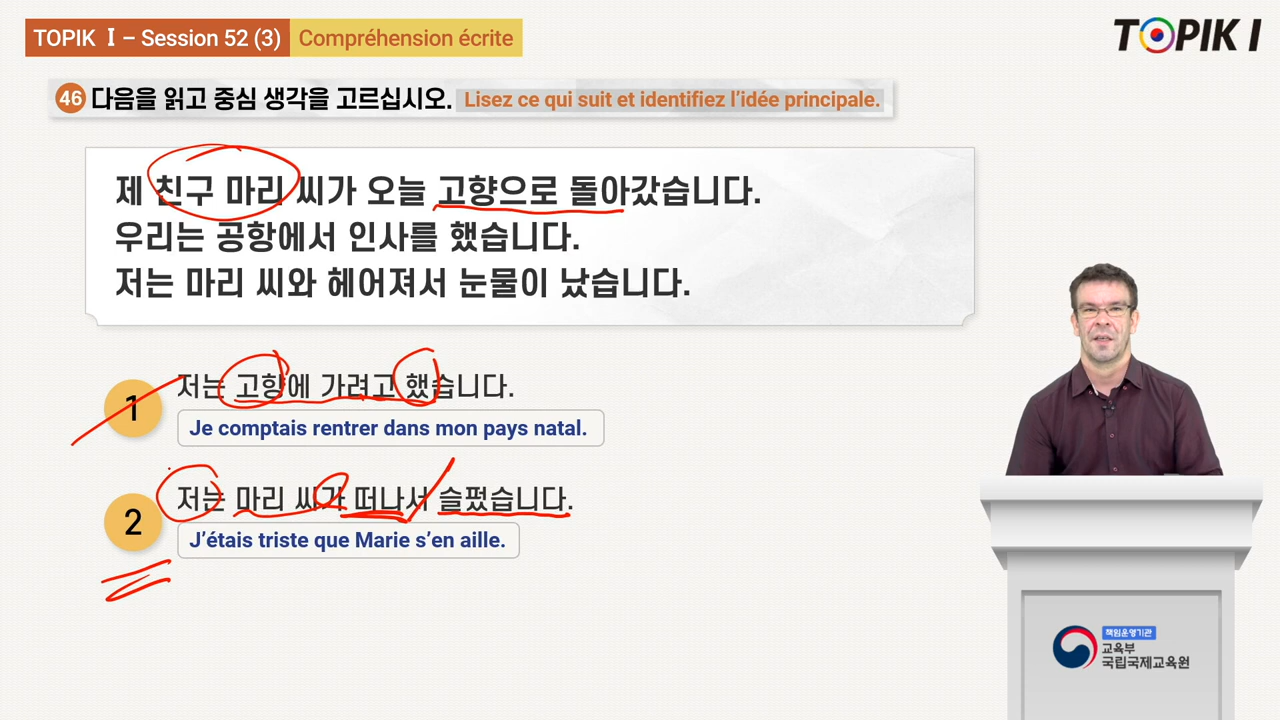 TOPIK Ⅰ – Session 52 (3) Compréhension écrite
TOPIK I
46 다음을 읽고 중심 생각을 고르십시오. Lisez ce qui suit et identifiez l’idée principale.
제 친구 마리 씨가 오늘 고향으로 돌아갔습니다.
우리는 공항에서 인사를 했습니다.
저는 마리 씨와 헤어져서 눈물이 났습니다.
1 저는 고향에 가려고 했습니다.
Je comptais rentrer dans mon pays natal.
2 저는 마리 씨가 떠나서 슬펐습니다.
J’étais triste que Marie s’en aille.
책임운영기관
교육부
국립국제교육원